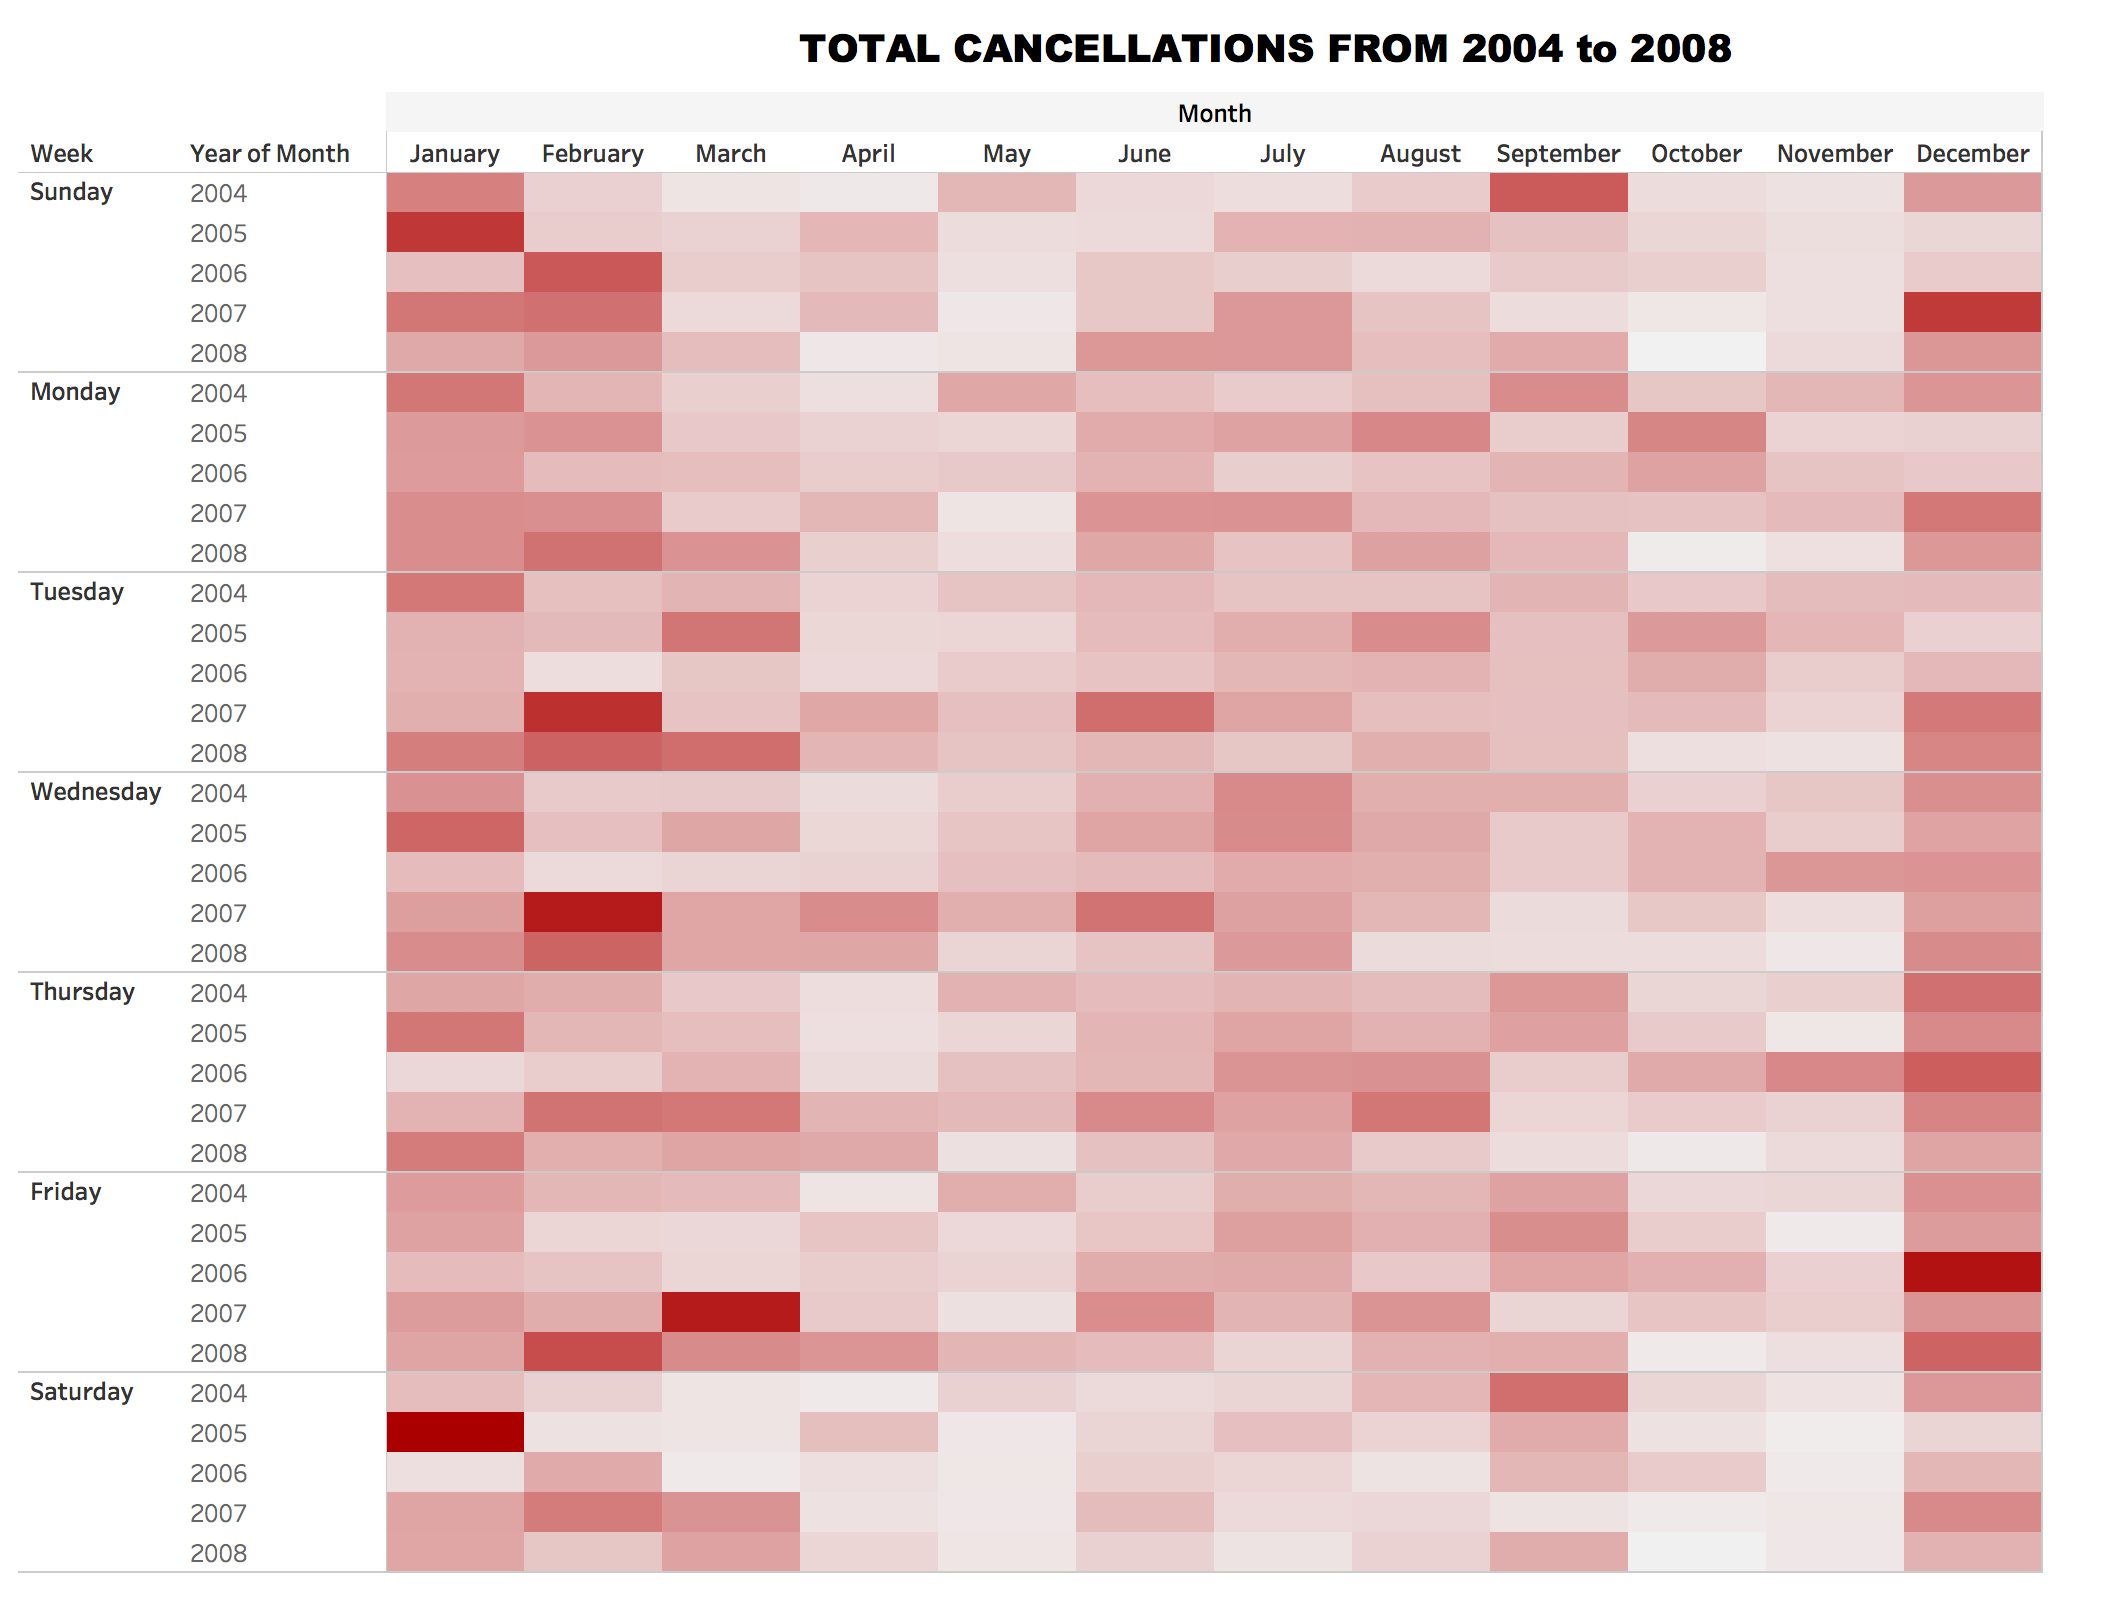 TOTAL CANCELLATIONS FROM 2004 to 2008
Month
Week Year of Month January February March April May June July August September October November December
Sunday 2004
2005
2006
2007
2008
Monday 2004
2005
2006
2007
2008
Tuesday 2004
2005
2006
2007
2008
Wednesday 2004
2005
2006
2007
2008
Thursday 2004
2005
2006
2007
2008
Friday 2004
2005
2006
2007
2008
Saturday 2004
2005
2006
2007
2008